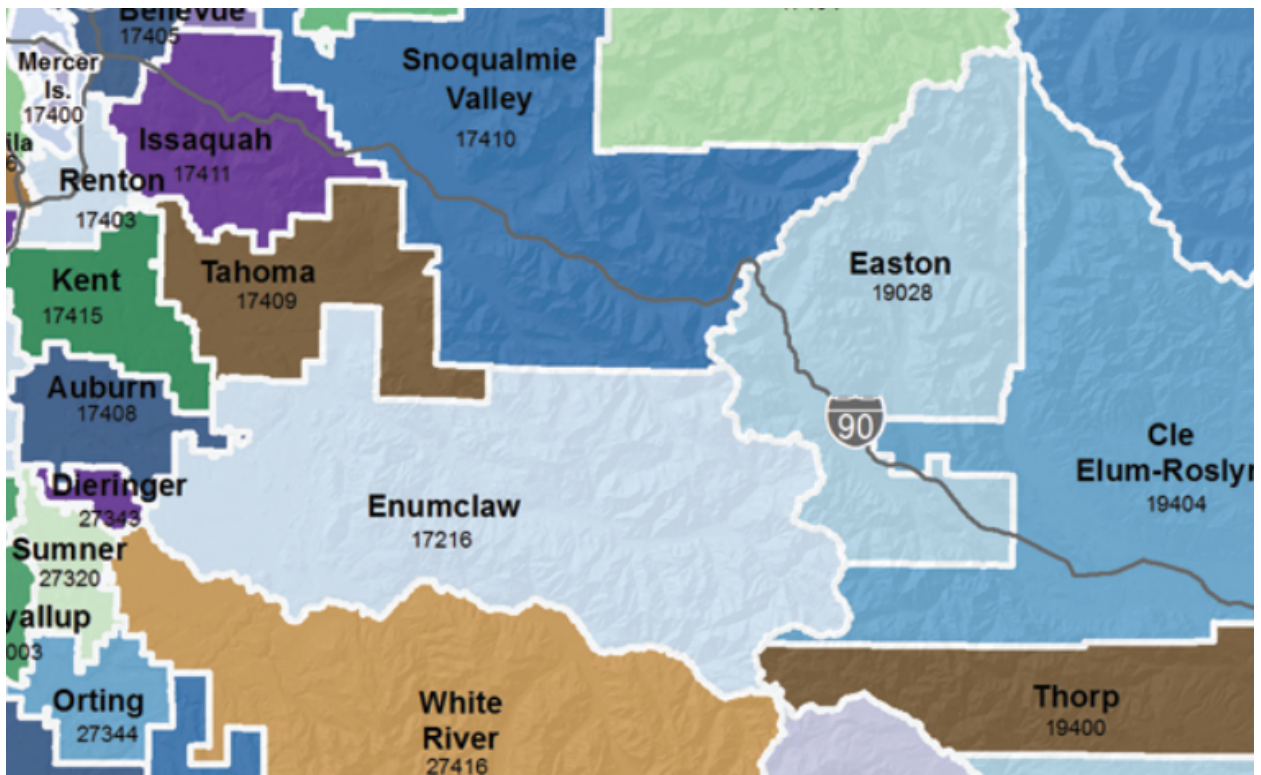 Bellevue
17405
Mercer
Is.
17400
Snoqualmie
Valley
17410
Issaquah
17411
Renton
17403
Kent
17415
Tahoma
17409
Easton
19028
Auburn
17408
90
Cle
Elum-Roslyn
19404
Dieringer
27343
Enumclaw
17216
Sumner
27320
yallup
003
Orting
27344
White
River
27416
Thorp
19400